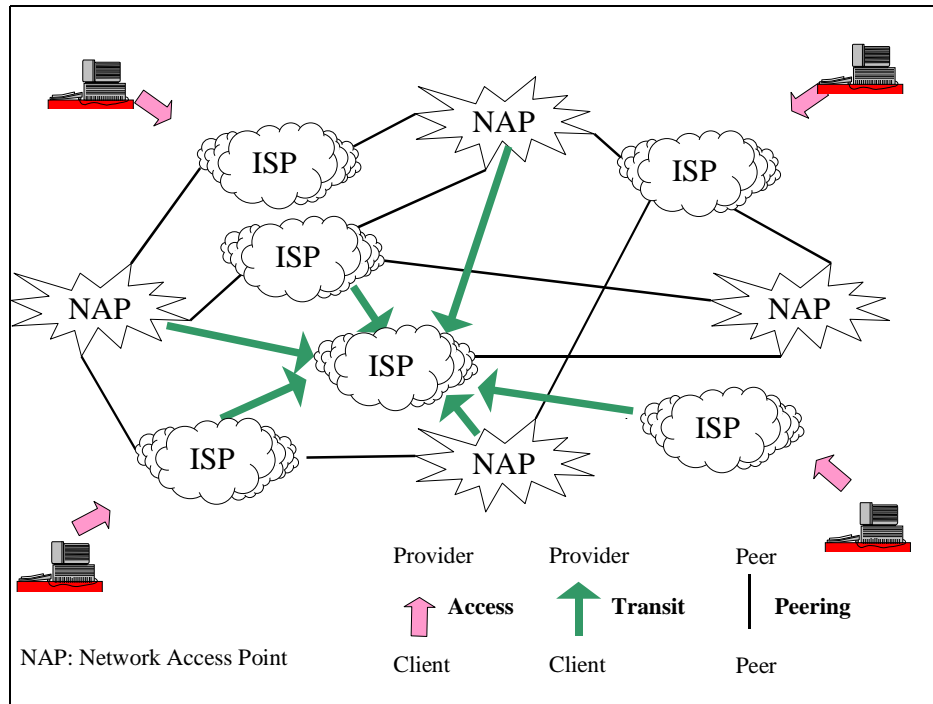 NAP
ISP
ISP
ISP
NAP
NAP
ISP
ISP
ISP
NAP
ISP
Provider
Provider
Peer
Access
Transit
Peering
NAP: Network Access Point
Client
Client
Peer